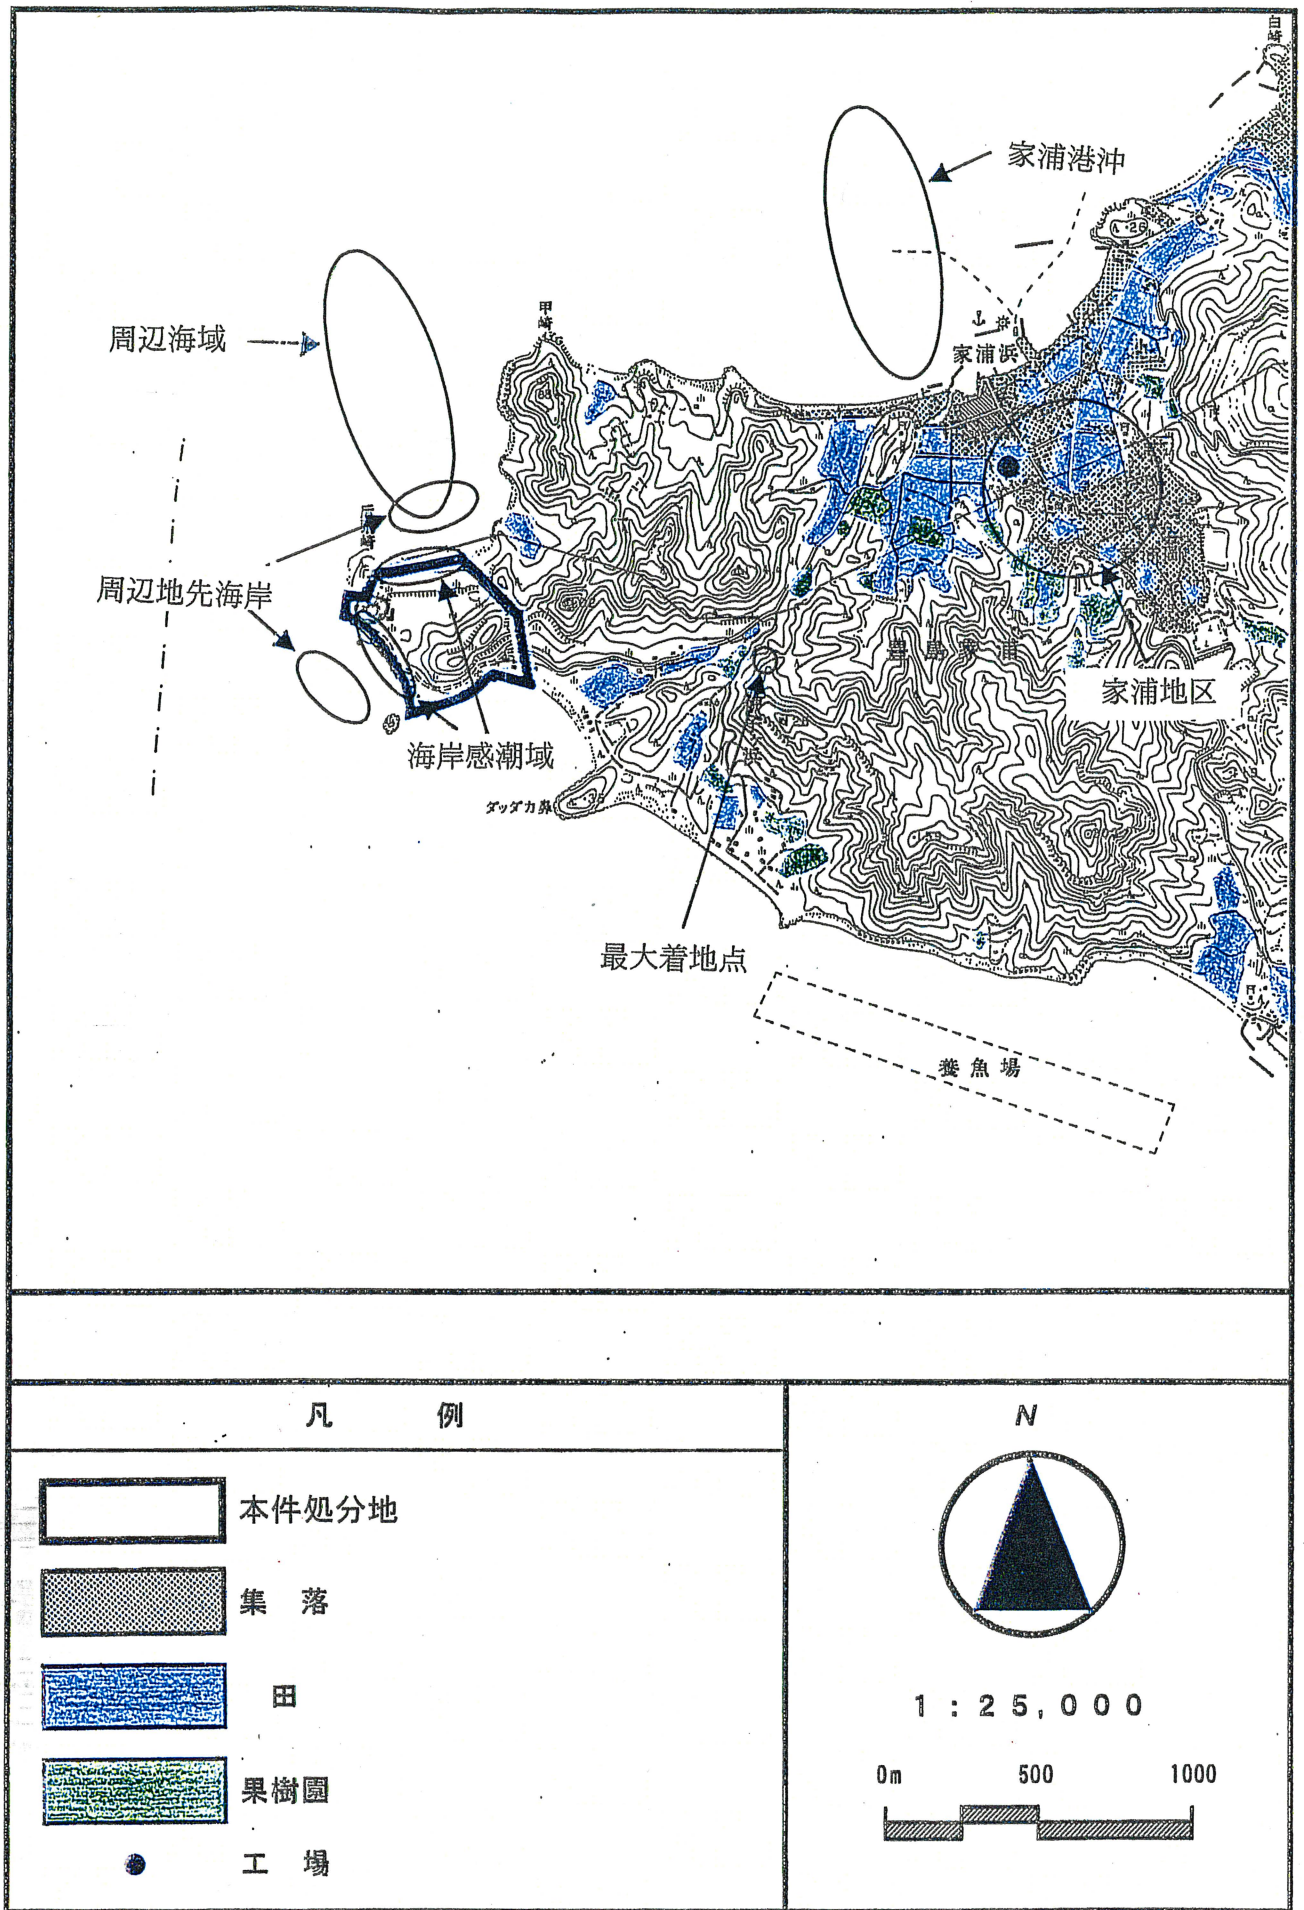 白崎
家浦港沖
甲崎
周辺海域
家浦浜
周辺地先海岸
豊島家浦
家浦地区
海岸感潮域
ダッダカ鼻
最大着地点
養魚場
凡例
本件処分地
集落
田
果樹園
工場
N
1:25,000
0m 500 1000